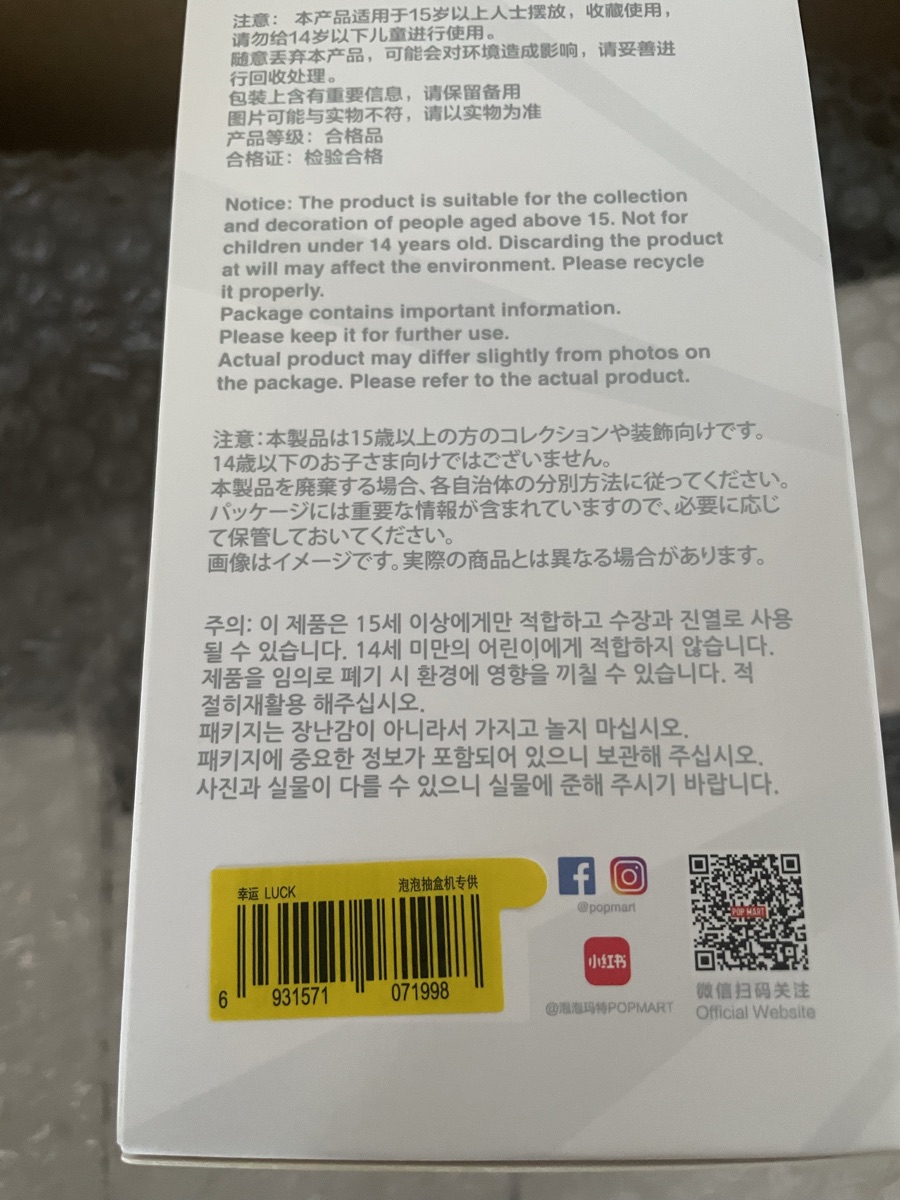 注意： 本产品适用于15岁以上人士摆放，收藏使用，
请勿给14岁以下儿童进行使用。
随意丢弃本产品，可能会对环境造成影响，请妥善进
行回收处理。
包装上含有重要信息，请保留备用
图片可能与实物不符，请以实物为准
产品等级：合格品
合格证：检验合格
Notice: The product is suitable for the collection
and decoration of people aged above 15. Not for
children under 14 years old. Discarding the product
at will may affect the environment. Please recycle
it properly.
Package contains important information.
Please keep it for further use.
Actual product may differ slightly from photos on
the package. Please refer to the actual product.
注意：本製品は15歳以上の方のコレクションや装飾向けです。
14歳以下のお子さま向けではございません。
本製品を廃棄する場合、各自治体の分別方法に従ってください。
パッケージには重要な情報が含まれていますので、必要に応じ
て保管しておいてください。
画像はイメージです。実際の商品とは異なる場合があります。
주의: 이 제품은 15세 이상에게만 적합하고 수장과 진열로 사용
될 수 있습니다. 14세 미만의 어린이에게 적합하지 않습니다.
제품을 임의로 폐기 시 환경에 영향을 끼칠 수 있습니다. 적
절히재활용 해주십시오.
패키지는 장난감이 아니라서 가지고 놀지 마십시오.
패키지에 중요한 정보가 포함되어 있으니 보관해 주십시오.
사진과 실물이 다를 수 있으니 실물에 준해 주시기 바랍니다.
幸运 LUCK 泡泡抽盒机专供
6 931571 071998
@popmart
小红书
@泡泡玛特POPMART
POP MART
微信扫码关注
Official Website